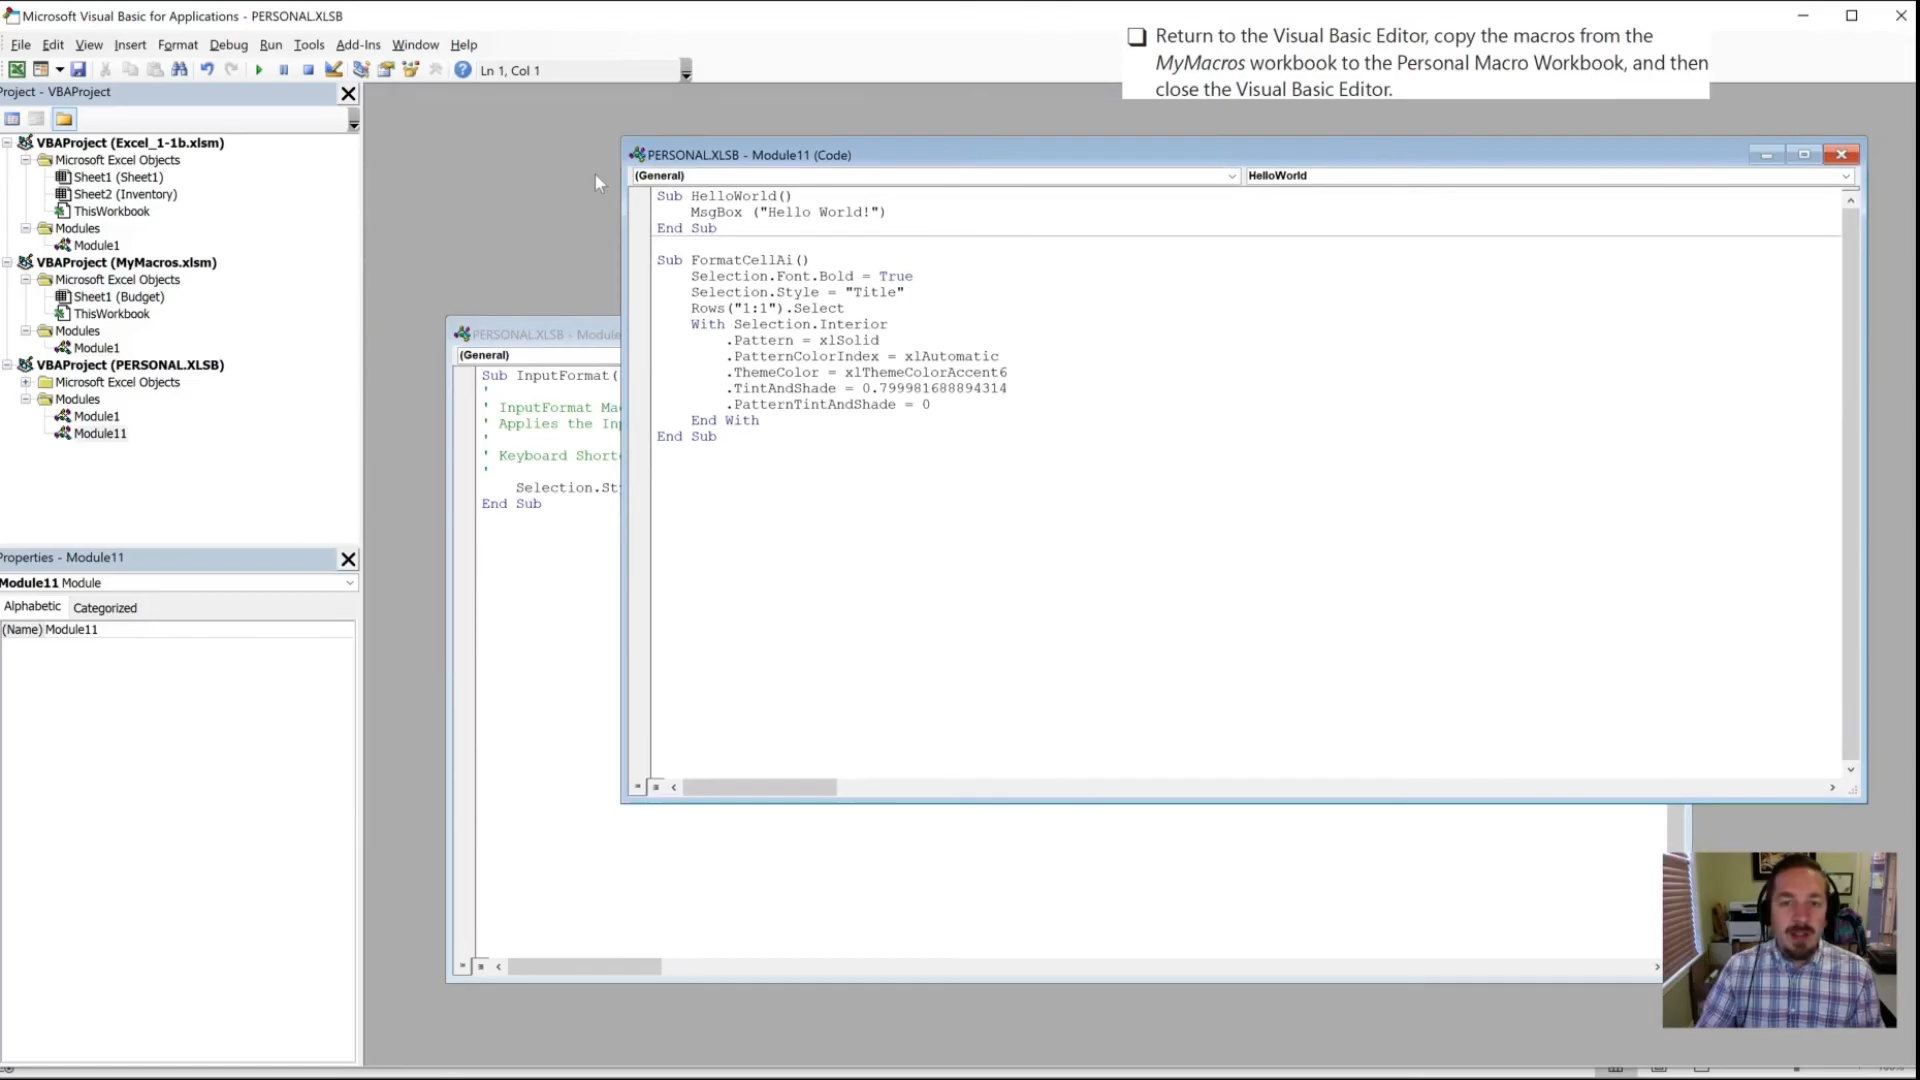 Microsoft Visual Basic for Applications - PERSONAL.XLSB
File Edit View Insert Format Debug Run Tools Add-Ins Window Help
Ln 1, Col 1
Return to the Visual Basic Editor, copy the macros from the
MyMacros workbook to the Personal Macro Workbook, and then
close the Visual Basic Editor.
Project - VBAProject
VBAProject (Excel_1-1b.xlsm)
Microsoft Excel Objects
Sheet1 (Sheet1)
Sheet2 (Inventory)
ThisWorkbook
Modules
Module1
VBAProject (MyMacros.xlsm)
Microsoft Excel Objects
Sheet1 (Budget)
ThisWorkbook
Modules
Module1
VBAProject (PERSONAL.XLSB)
Microsoft Excel Objects
Modules
Module1
Module11
Properties - Module11
Module11 Module
Alphabetic Categorized
(Name) Module11
PERSONAL.XLSB - Module
(General)
Sub InputFormat(
'
' InputFormat Ma
' Applies the In
'
' Keyboard Short
'
Selection.St
End Sub
PERSONAL.XLSB - Module11 (Code)
(General) HelloWorld
Sub HelloWorld()
MsgBox ("Hello World!")
End Sub
Sub FormatCellAi()
Selection.Font.Bold = True
Selection.Style = "Title"
Rows("1:1").Select
With Selection.Interior
.Pattern = xlSolid
.PatternColorIndex = xlAutomatic
.ThemeColor = xlThemeColorAccent6
.TintAndShade = 0.799981688894314
.PatternTintAndShade = 0
End With
End Sub